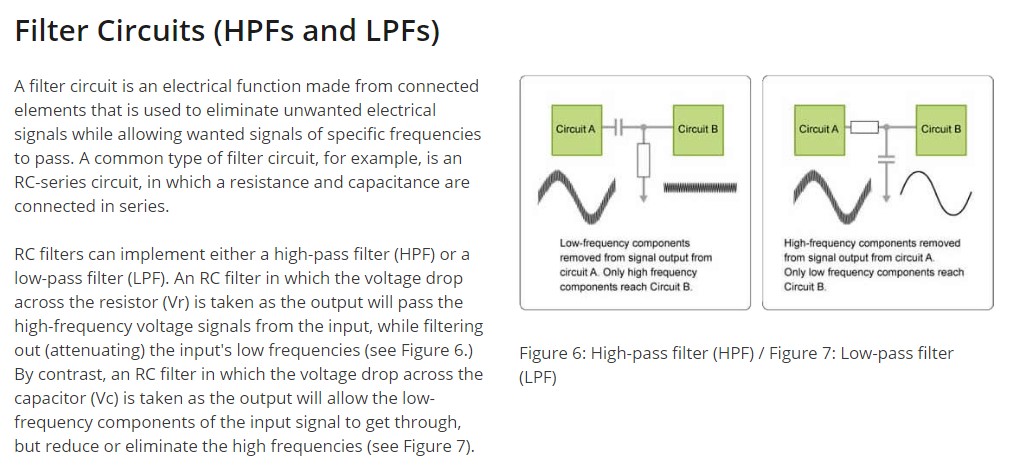 Filter Circuits (HPFs and LPFs)
A filter circuit is an electrical function made from connected
elements that is used to eliminate unwanted electrical
signals while allowing wanted signals of specific frequencies
to pass. A common type of filter circuit, for example, is an
RC-series circuit, in which a resistance and capacitance are
connected in series.
RC filters can implement either a high-pass filter (HPF) or a
low-pass filter (LPF). An RC filter in which the voltage drop
across the resistor (Vr) is taken as the output will pass the
high-frequency voltage signals from the input, while filtering
out (attenuating) the input's low frequencies (see Figure 6.)
By contrast, an RC filter in which the voltage drop across the
capacitor (Vc) is taken as the output will allow the low-
frequency components of the input signal to get through,
but reduce or eliminate the high frequencies (see Figure 7).
Circuit A
Circuit B
Low-frequency components
removed from signal output from
circuit A. Only high frequency
components reach Circuit B.
Circuit A
Circuit B
High-frequency components removed
from signal output from circuit A.
Only low frequency components reach
Circuit B.
Figure 6: High-pass filter (HPF) / Figure 7: Low-pass filter
(LPF)